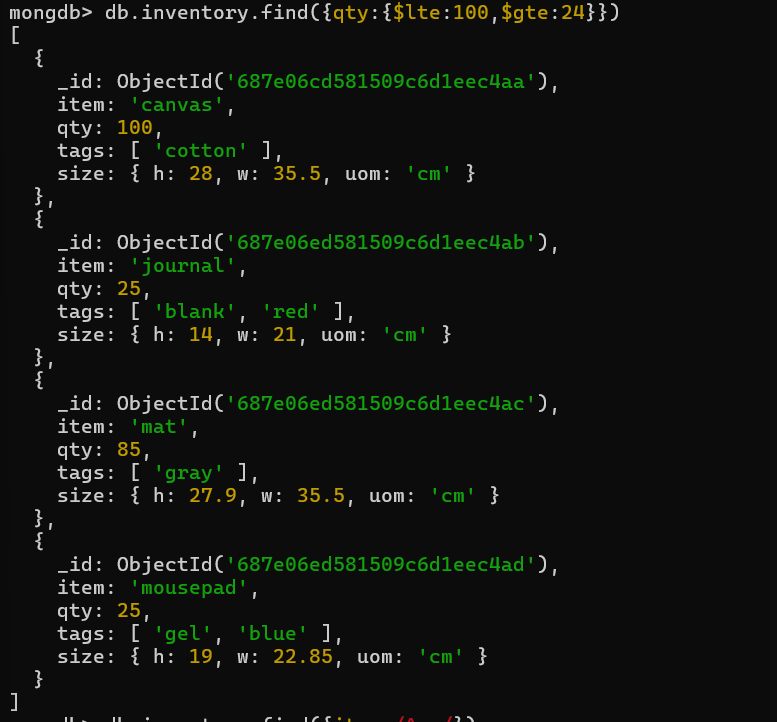 mongdb> db.inventory.find({qty:{$lte:100,$gte:24}})
[
  {
    _id: ObjectId('687e06cd581509c6d1eec4aa'),
    item: 'canvas',
    qty: 100,
    tags: [ 'cotton' ],
    size: { h: 28, w: 35.5, uom: 'cm' }
  },
  {
    _id: ObjectId('687e06ed581509c6d1eec4ab'),
    item: 'journal',
    qty: 25,
    tags: [ 'blank', 'red' ],
    size: { h: 14, w: 21, uom: 'cm' }
  },
  {
    _id: ObjectId('687e06ed581509c6d1eec4ac'),
    item: 'mat',
    qty: 85,
    tags: [ 'gray' ],
    size: { h: 27.9, w: 35.5, uom: 'cm' }
  },
  {
    _id: ObjectId('687e06ed581509c6d1eec4ad'),
    item: 'mousepad',
    qty: 25,
    tags: [ 'gel', 'blue' ],
    size: { h: 19, w: 22.85, uom: 'cm' }
  }
]